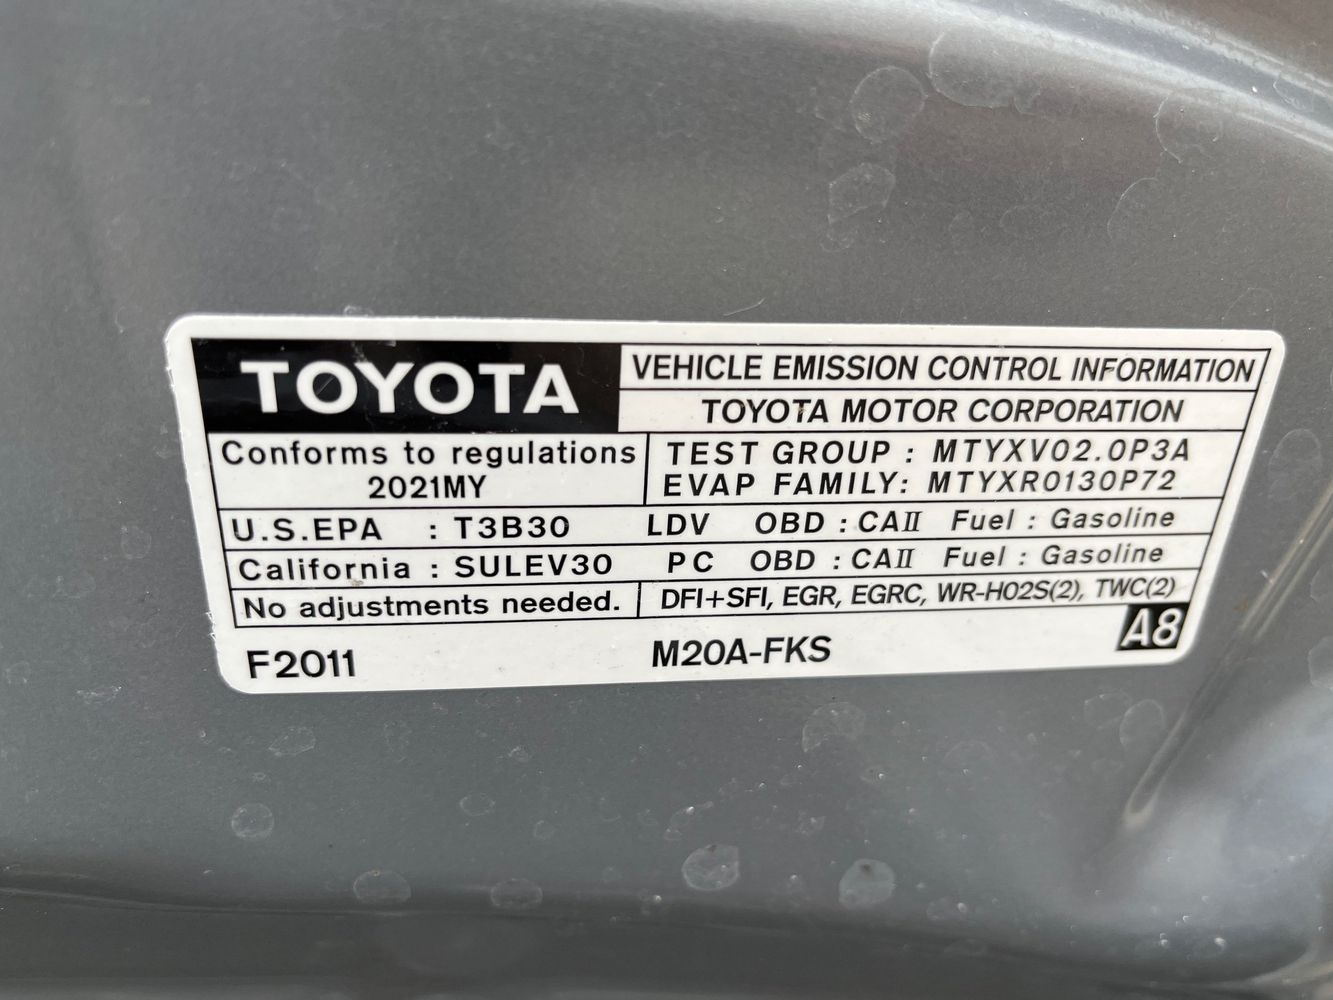 TOYOTA
VEHICLE EMISSION CONTROL INFORMATION
TOYOTA MOTOR CORPORATION
Conforms to regulations
2021MY
TEST GROUP : MTYXV02.0P3A
EVAP FAMILY: MTYXR0130P72
U.S.EPA : T3B30 LDV OBD : CAII Fuel : Gasoline
California : SULEV30 PC OBD : CAII Fuel : Gasoline
No adjustments needed. DFI+SFI, EGR, EGRC, WR-HO2S(2), TWC(2)
F2011 M20A-FKS A8